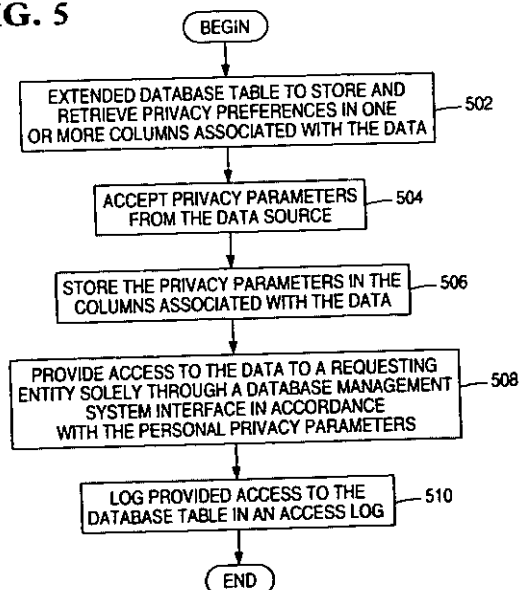 IG. 5
BEGIN
EXTENDED DATABASE TABLE TO STORE AND
RETRIEVE PRIVACY PREFERENCES IN ONE
OR MORE COLUMNS ASSOCIATED WITH THE DATA
502
ACCEPT PRIVACY PARAMETERS
FROM THE DATA SOURCE
504
STORE THE PRIVACY PARAMETERS IN THE
COLUMNS ASSOCIATED WITH THE DATA
506
PROVIDE ACCESS TO THE DATA TO A REQUESTING
ENTITY SOLELY THROUGH A DATABASE MANAGEMENT
SYSTEM INTERFACE IN ACCORDANCE
WITH THE PERSONAL PRIVACY PARAMETERS
508
LOG PROVIDED ACCESS TO THE
DATABASE TABLE IN AN ACCESS LOG
510
END